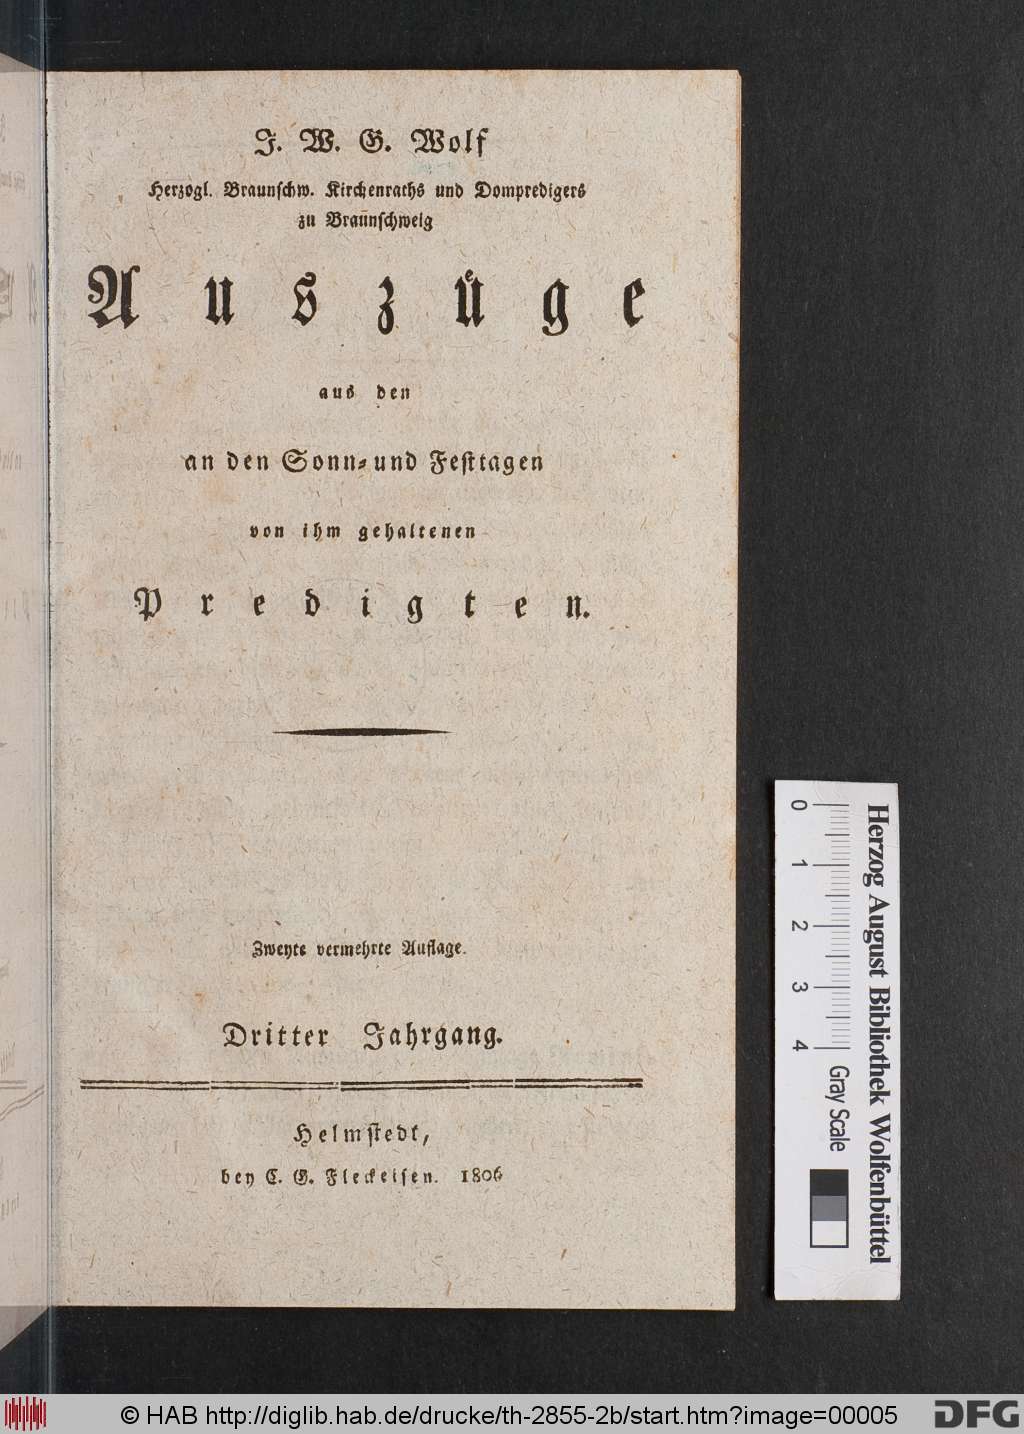 J. W. G. Wolf
Herzogl. Braunschw. Kirchenraths und Dompredigers
zu Braunschweig
Auszüge
aus den
an den Sonn- und Festtagen
von ihm gehaltenen
Predigten.
Zweyte vermehrte Auflage.
Dritter Jahrgang.
Helmstedt,
bey C. G. Fleckeisen. 1806
0 1 2 3 4 Gray Scale
Herzog August Bibliothek Wolfenbüttel
© HAB http://diglib.hab.de/drucke/th-2855-2b/start.htm?image=00005
DFG